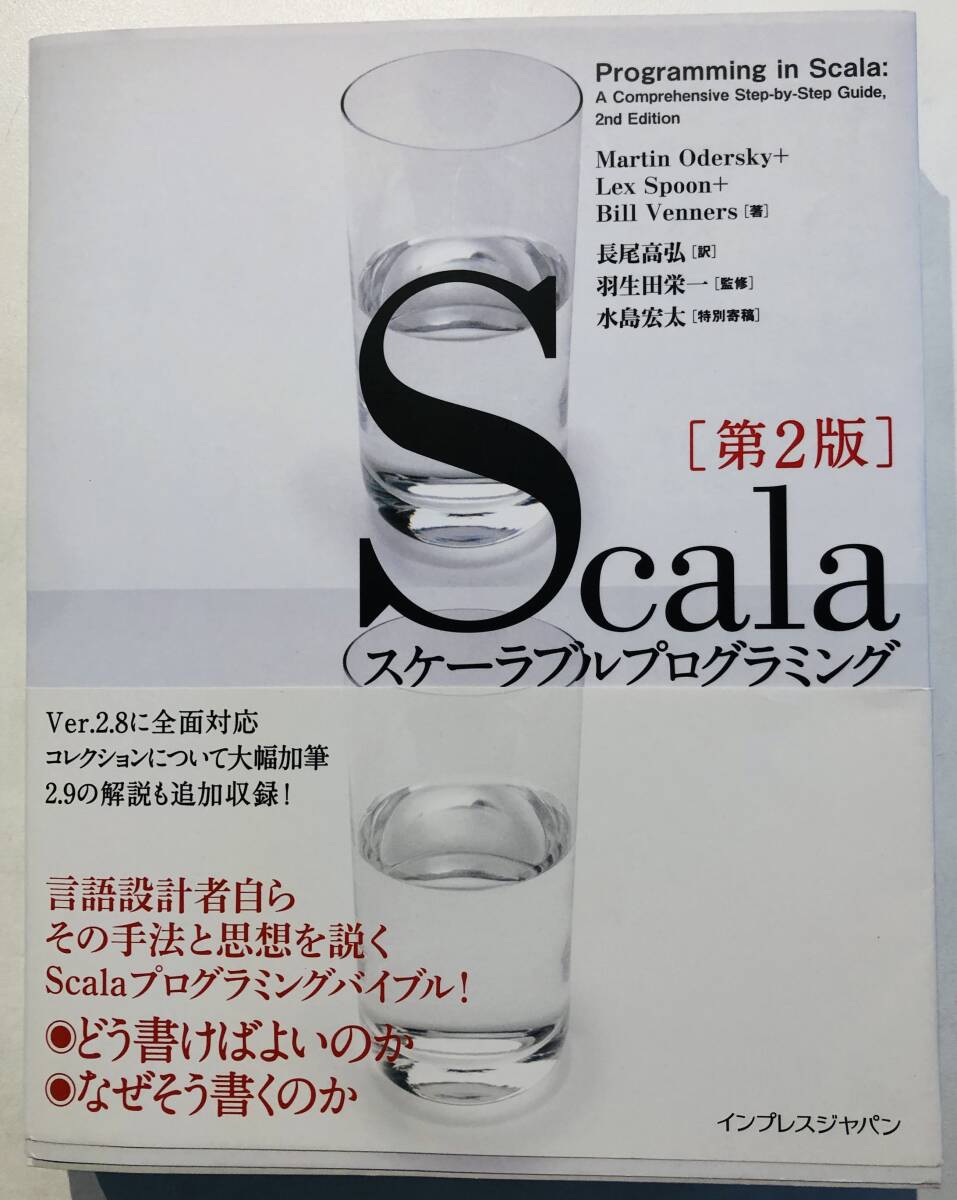 Programming in Scala:
A Comprehensive Step-by-Step Guide,
2nd Edition
Martin Odersky+
Lex Spoon+
Bill Venners [著]
長尾高弘 [訳]
羽生田栄一 [監修]
水島宏太 [特別寄稿]
[第2版]
Scala
スケーラブルプログラミング
Ver.2.8に全面対応
コレクションについて大幅加筆
2.9の解説も追加収録!
言語設計者自ら
その手法と思想を説く
Scalaプログラミングバイブル!
◉どう書けばよいのか
◉なぜそう書くのか
インプレスジャパン